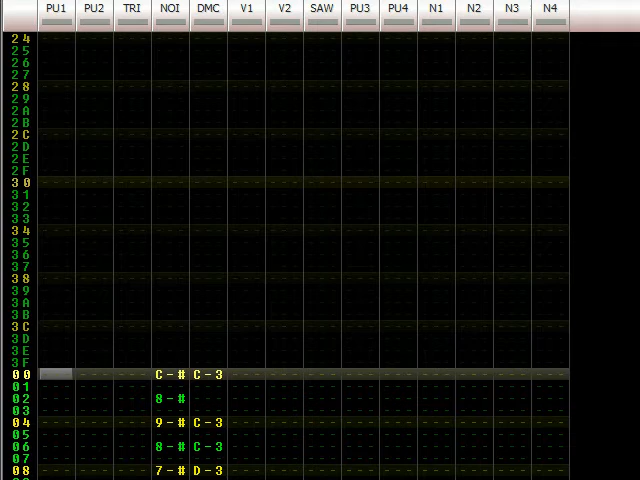 PU1 PU2 TRI NOI DMC V1 V2 SAW PU3 PU4 N1 N2 N3 N4
24
25
26
27
28
29
2A
2B
2C
2D
2E
2F
30
31
32
33
34
35
36
37
38
39
3A
3B
3C
3D
3E
3F
00 C-# C-3
01
02 8-#
03
04 9-# C-3
05
06 8-# C-3
07
08 7-# D-3